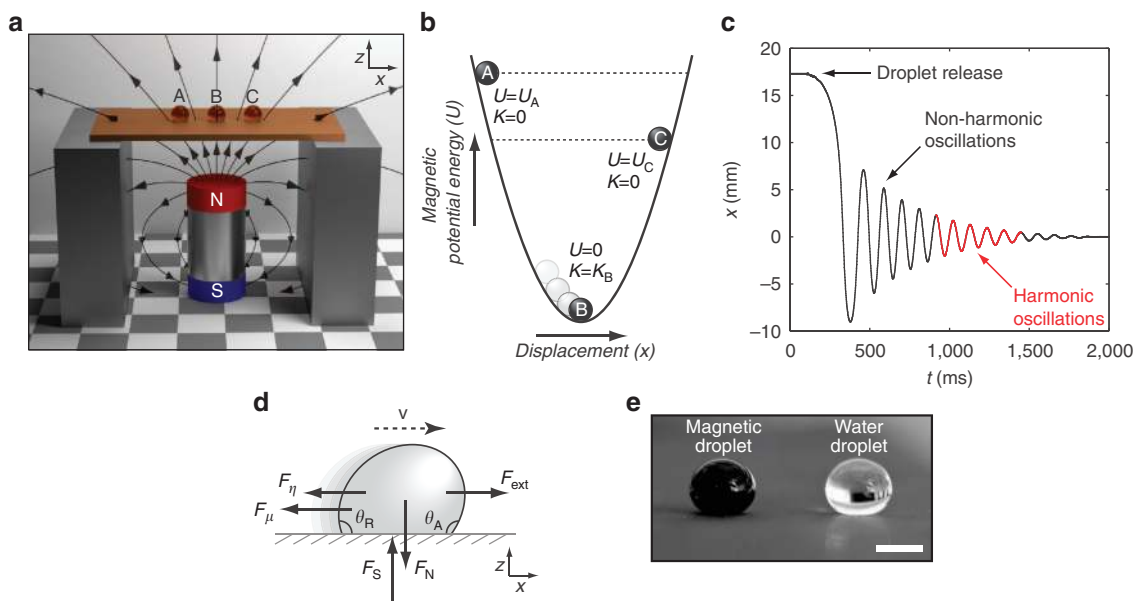 a
z
x
A B C
N
S
b
Magnetic
potential energy (U)
A
U=U_A
K=0
C
U=U_C
K=0
U=0
K=K_B
B
Displacement (x)
c
20
15
10
5
0
−5
−10
x (mm)
Droplet release
Non-harmonic
oscillations
Harmonic
oscillations
0 500 1,000 1,500 2,000
t (ms)
d
v
F_η
F_ext
F_μ
θ_R θ_A
F_S F_N
z
x
e
Magnetic
droplet
Water
droplet